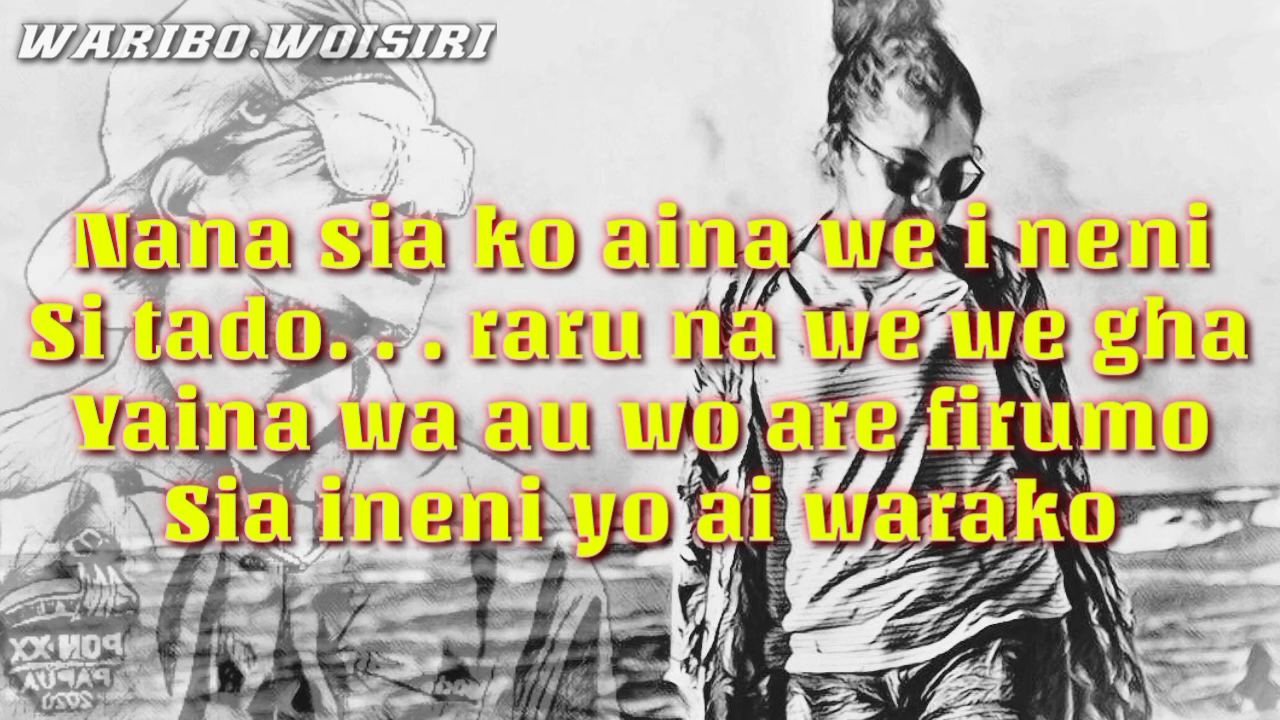 WARIBO.WOISIRI
Nana sia ko aina we i neni
Si tado. . . raru na we we gha
Yaina wa au wo are firumo
Sia ineni yo ai warako
PON XX
PAPUA
2020